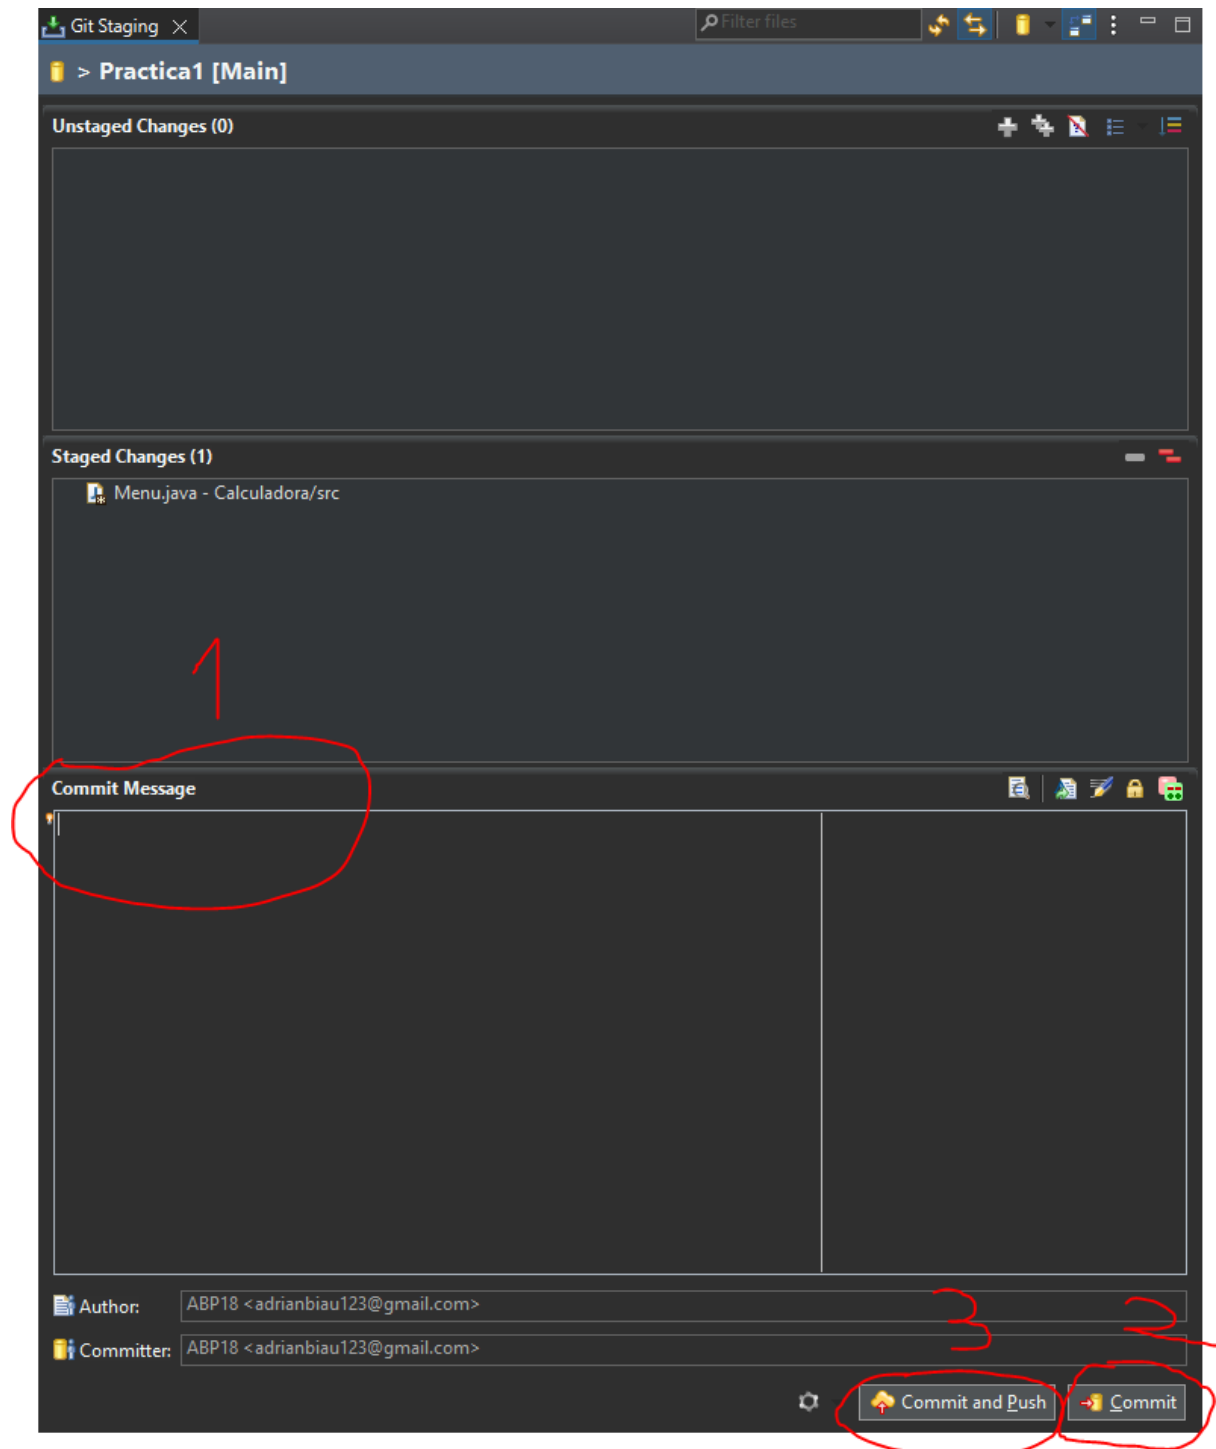 Git Staging
Filter files
> Practica1 [Main]
Unstaged Changes (0)
Staged Changes (1)
Menu.java - Calculadora/src
1
Commit Message
Author:
ABP18 <adrianbiau123@gmail.com>
3
2
Committer:
ABP18 <adrianbiau123@gmail.com>
Commit and Push
Commit